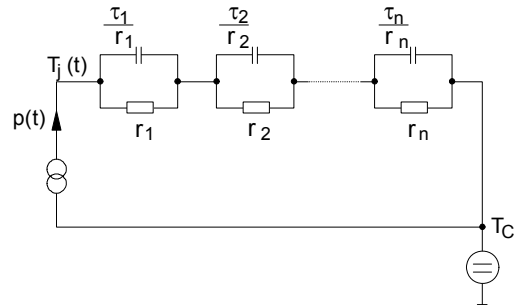 τ1 τ2 τn
r1 r2 rn
Tj (t)
r1 r2 rn
p(t)
TC